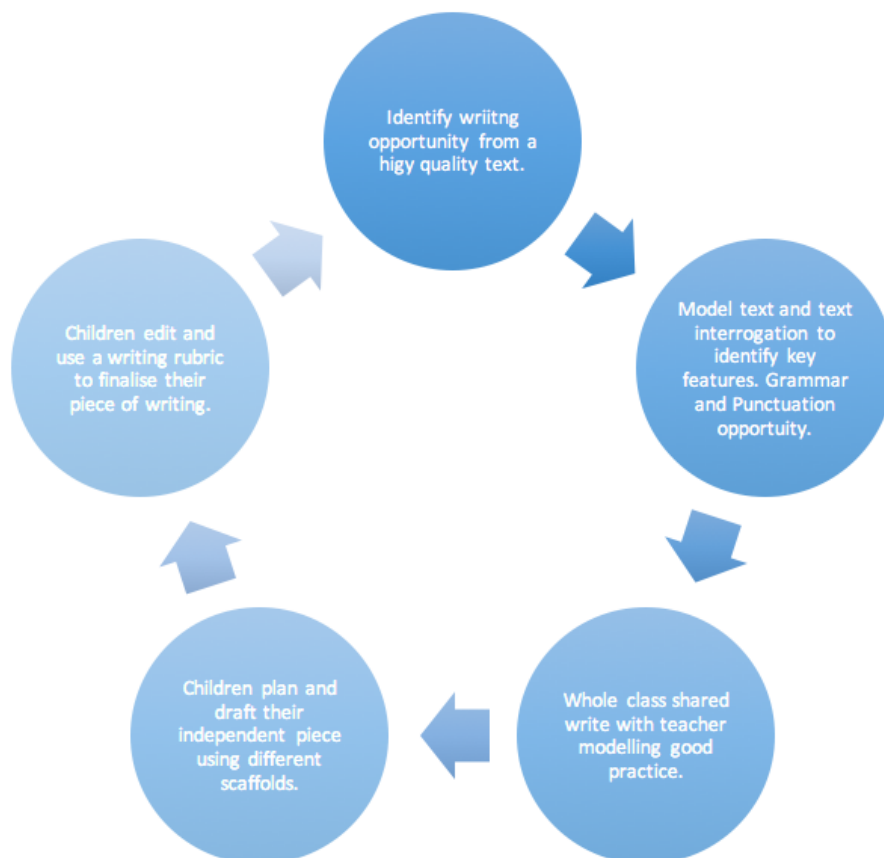 Identify wriitng
opportunity from a
higy quality text.
Model text and text
interrogation to
identify key
features. Grammar
and Punctuation
opportuity.
Whole class shared
write with teacher
modelling good
practice.
Children plan and
draft their
independent piece
using different
scaffolds.
Children edit and
use a writing rubric
to finalise their
piece of writing.